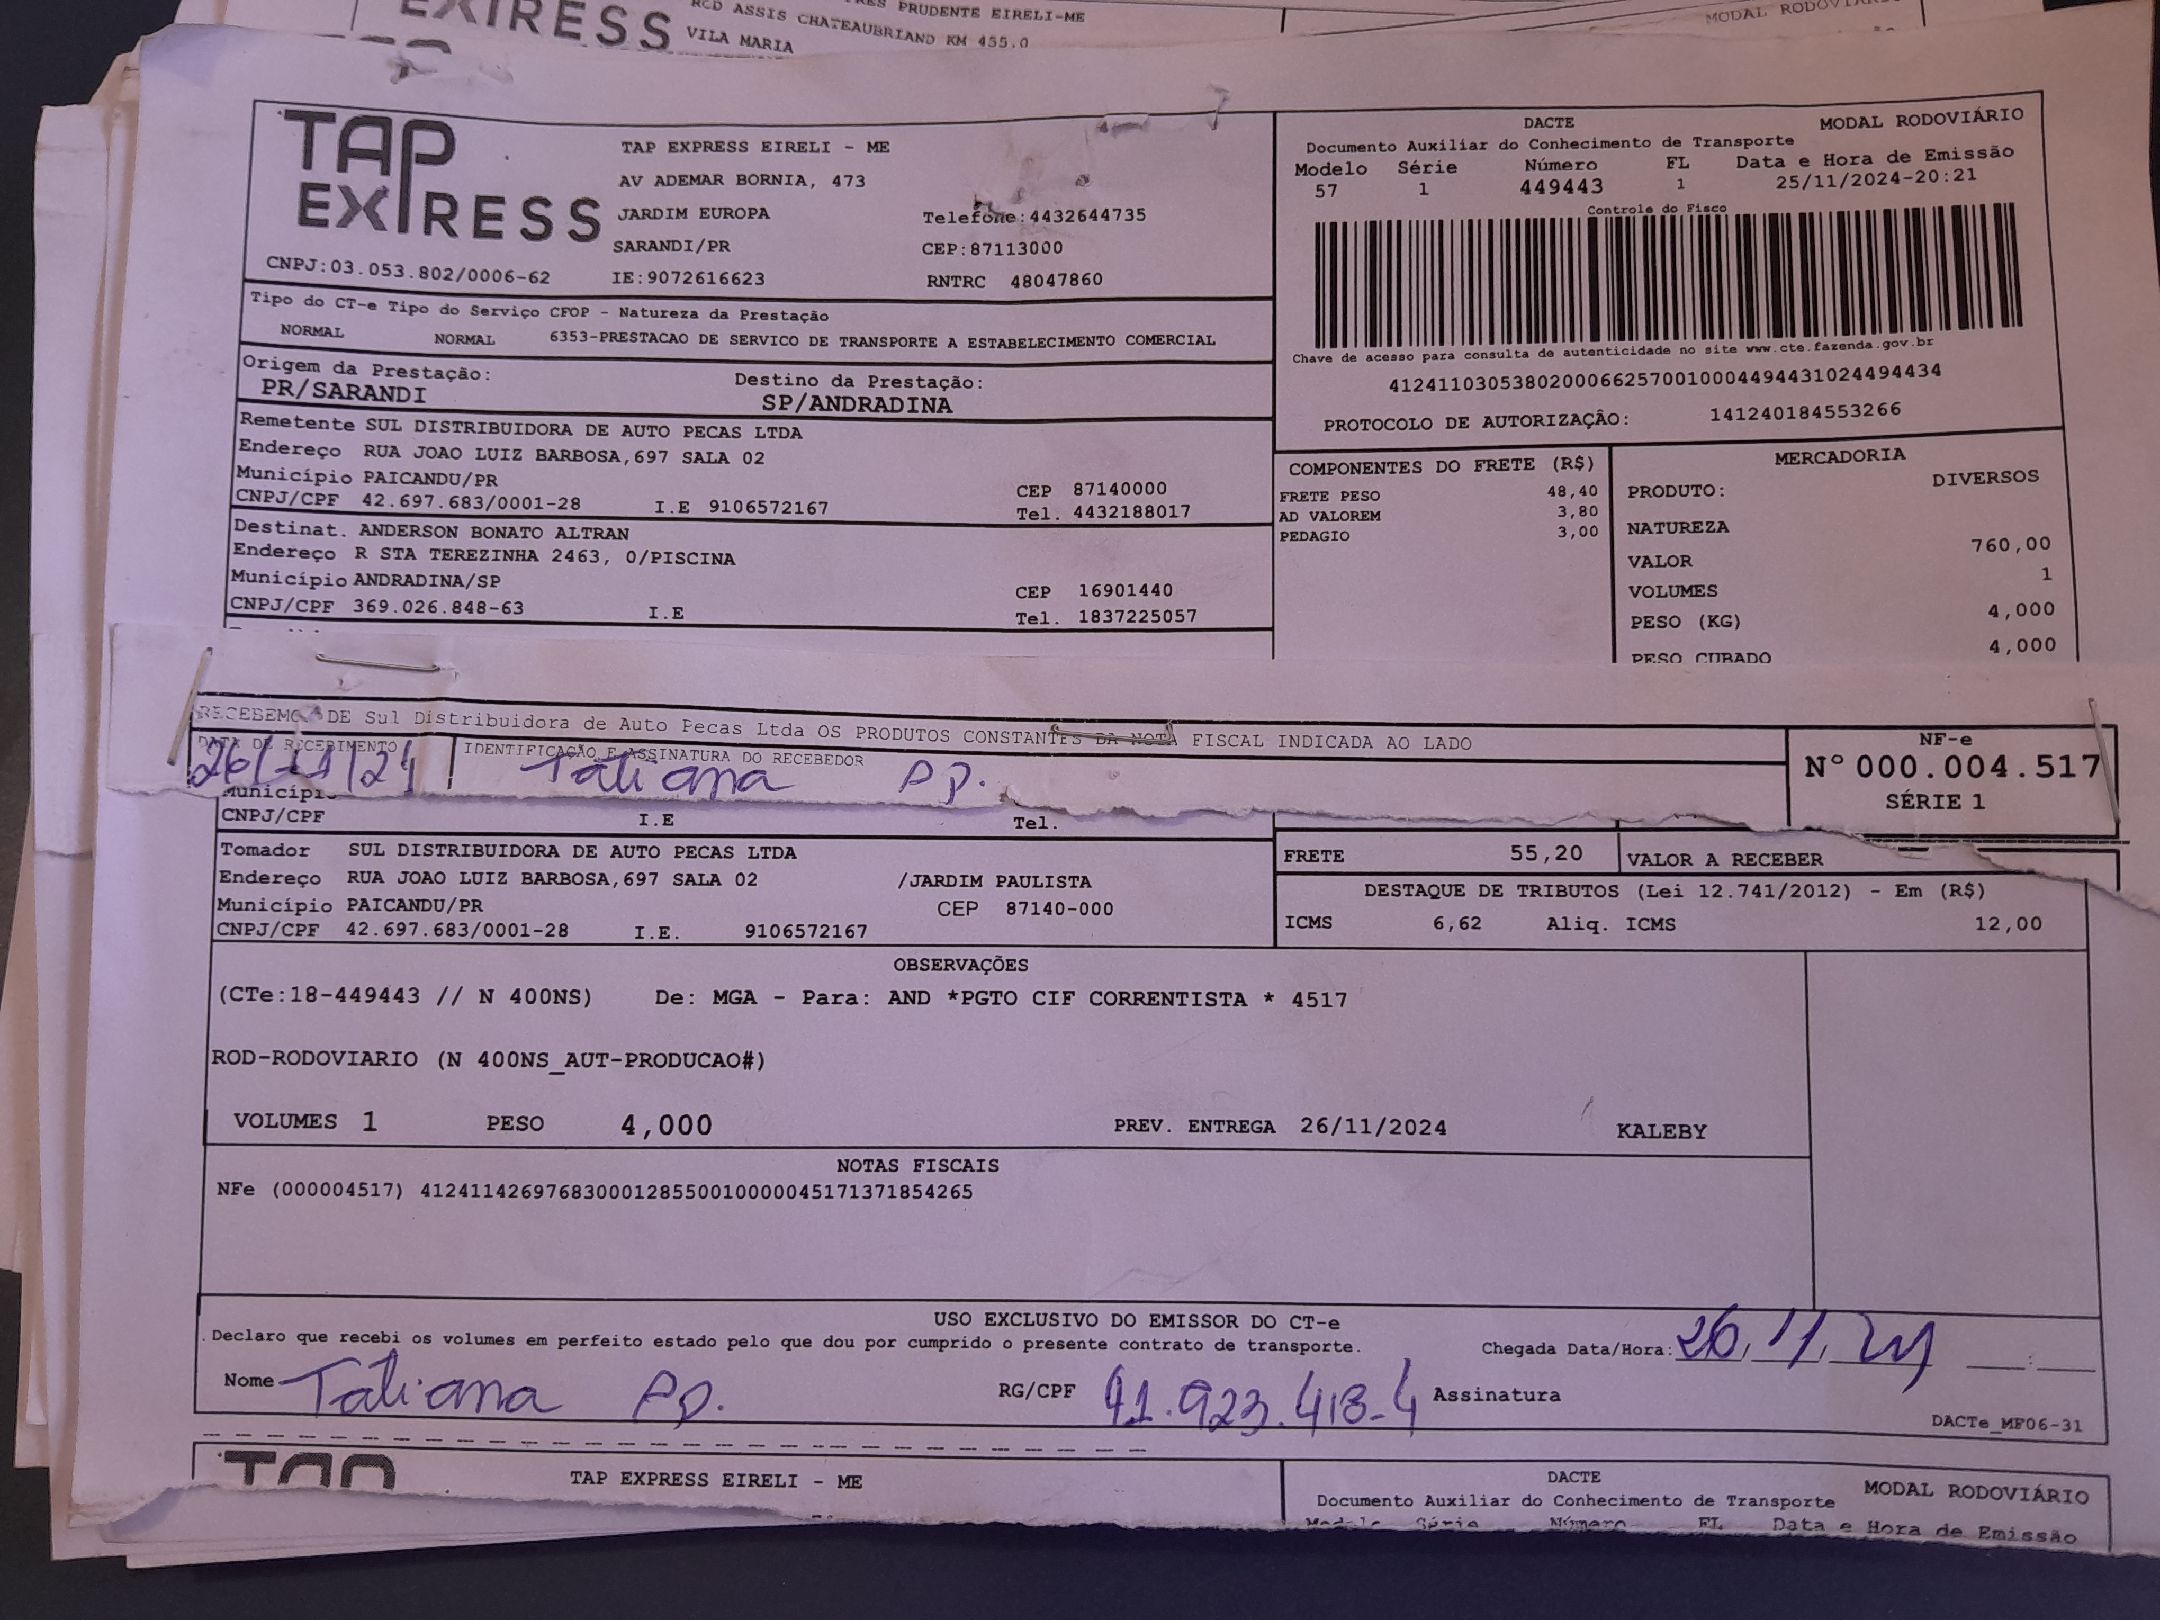 EXPRESS
RES PRUDENTE EIRELI-ME
ROD ASSIS CHATEAUBRIAND KM 455.0
VILA MARIA
TAP EXPRESS
TAP EXPRESS EIRELI - ME
AV ADEMAR BORNIA, 473
JARDIM EUROPA
Telefone:4432644735
SARANDI/PR
CEP:87113000
CNPJ:03.053.802/0006-62
IE:9072616623
RNTRC 48047860
DACTE
MODAL RODOVIÁRIO
Documento Auxiliar do Conhecimento de Transporte
Modelo Série Número FL Data e Hora de Emissão
57 1 449443 1 25/11/2024-20:21
Controle do Fisco
Chave de acesso para consulta de autenticidade no site www.cte.fazenda.gov.br
41241103053802000662570010004494431024494434
PROTOCOLO DE AUTORIZAÇÃO: 141240184553266
Tipo do CT-e Tipo do Serviço CFOP - Natureza da Prestação
NORMAL NORMAL 6353-PRESTACAO DE SERVICO DE TRANSPORTE A ESTABELECIMENTO COMERCIAL
Origem da Prestação: Destino da Prestação:
PR/SARANDI SP/ANDRADINA
Remetente SUL DISTRIBUIDORA DE AUTO PECAS LTDA
Endereço RUA JOAO LUIZ BARBOSA,697 SALA 02
Município PAICANDU/PR CEP 87140000
CNPJ/CPF 42.697.683/0001-28 I.E 9106572167 Tel. 4432188017
Destinat. ANDERSON BONATO ALTRAN
Endereço R STA TEREZINHA 2463, 0/PISCINA
Município ANDRADINA/SP CEP 16901440
CNPJ/CPF 369.026.848-63 I.E Tel. 1837225057
COMPONENTES DO FRETE (R$)
FRETE PESO 48,40
AD VALOREM 3,80
PEDAGIO 3,00
MERCADORIA
PRODUTO: DIVERSOS
NATUREZA
VALOR 760,00
VOLUMES 1
PESO (KG) 4,000
PESO CUBADO 4,000
RECEBEMOS DE Sul Distribuidora de Auto Pecas Ltda OS PRODUTOS CONSTANTES DA NOTA FISCAL INDICADA AO LADO
DATA DE RECEBIMENTO IDENTIFICAÇÃO E ASSINATURA DO RECEBEDOR
26/11/24 Tatiana PP.
NF-e
Nº 000.004.517
SÉRIE 1
Município
CNPJ/CPF I.E Tel.
Tomador SUL DISTRIBUIDORA DE AUTO PECAS LTDA
Endereço RUA JOAO LUIZ BARBOSA,697 SALA 02 /JARDIM PAULISTA
Município PAICANDU/PR CEP 87140-000
CNPJ/CPF 42.697.683/0001-28 I.E. 9106572167
FRETE 55,20 VALOR A RECEBER
DESTAQUE DE TRIBUTOS (Lei 12.741/2012) - Em (R$)
ICMS 6,62 Aliq. ICMS 12,00
OBSERVAÇÕES
(CTe:18-449443 // N 400NS) De: MGA - Para: AND *PGTO CIF CORRENTISTA * 4517
ROD-RODOVIARIO (N 400NS_AUT-PRODUCAO#)
VOLUMES 1 PESO 4,000 PREV. ENTREGA 26/11/2024 KALEBY
NOTAS FISCAIS
NFe (000004517) 41241142697683000128550010000045171371854265
USO EXCLUSIVO DO EMISSOR DO CT-e
Declaro que recebi os volumes em perfeito estado pelo que dou por cumprido o presente contrato de transporte.
Chegada Data/Hora: 26/11/24 __:__
Nome Tatiana PP. RG/CPF 41.923.418-4 Assinatura
DACTe_MF06-31
TAP
TAP EXPRESS EIRELI - ME
DACTE
MODAL RODOVIÁRIO
Documento Auxiliar do Conhecimento de Transporte
Modelo Série Número FL Data e Hora de Emissão